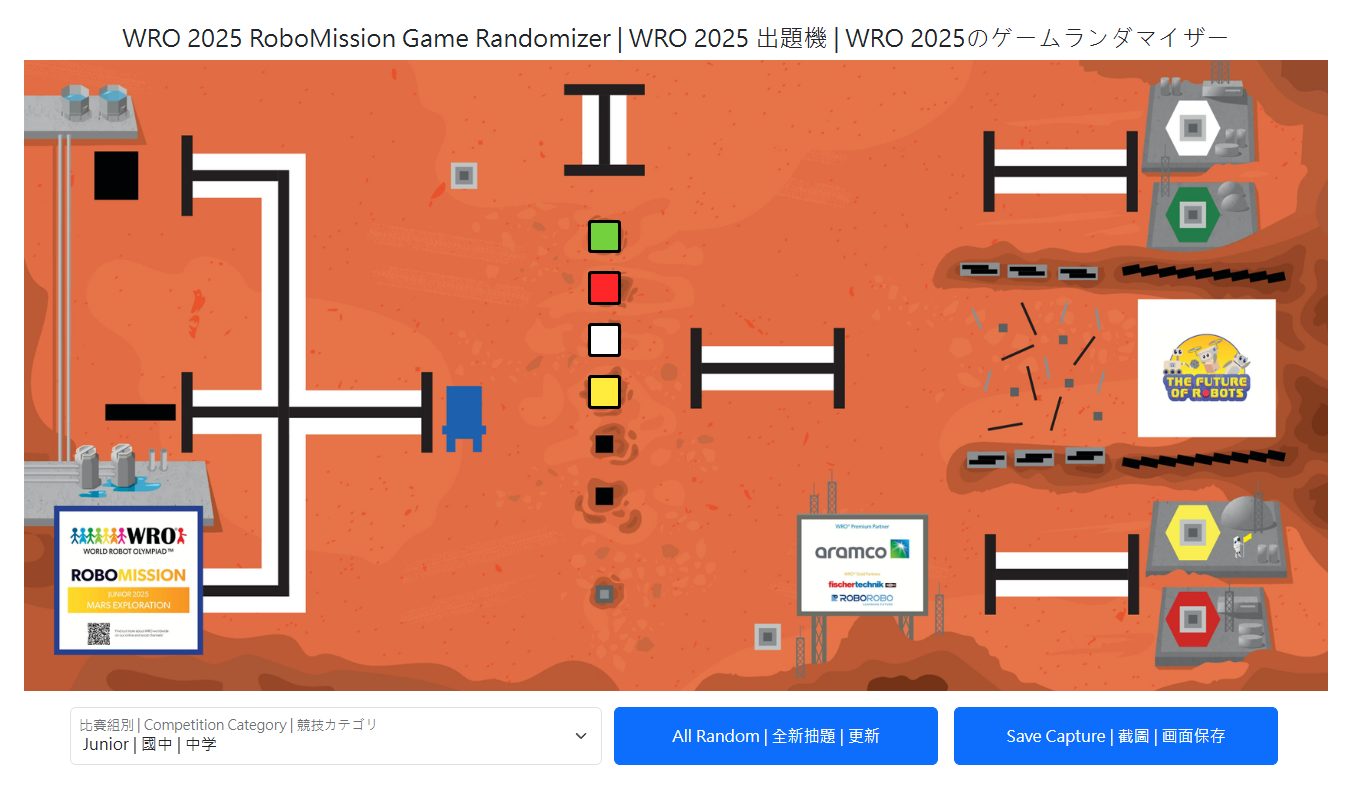 WRO 2025 RoboMission Game Randomizer | WRO 2025 出題機 | WRO 2025のゲームランダマイザー
THE FUTURE
OF ROBOTS
WRO
WORLD ROBOT OLYMPIAD™
ROBOMISSION
JUNIOR 2025
MARS EXPLORATION
WRO® Premium Partner
aramco
fischertechnik
ROBOROBO
比賽組別 | Competition Category | 競技カテゴリ
Junior | 國中 | 中学
All Random | 全新抽題 | 更新
Save Capture | 截圖 | 画面保存